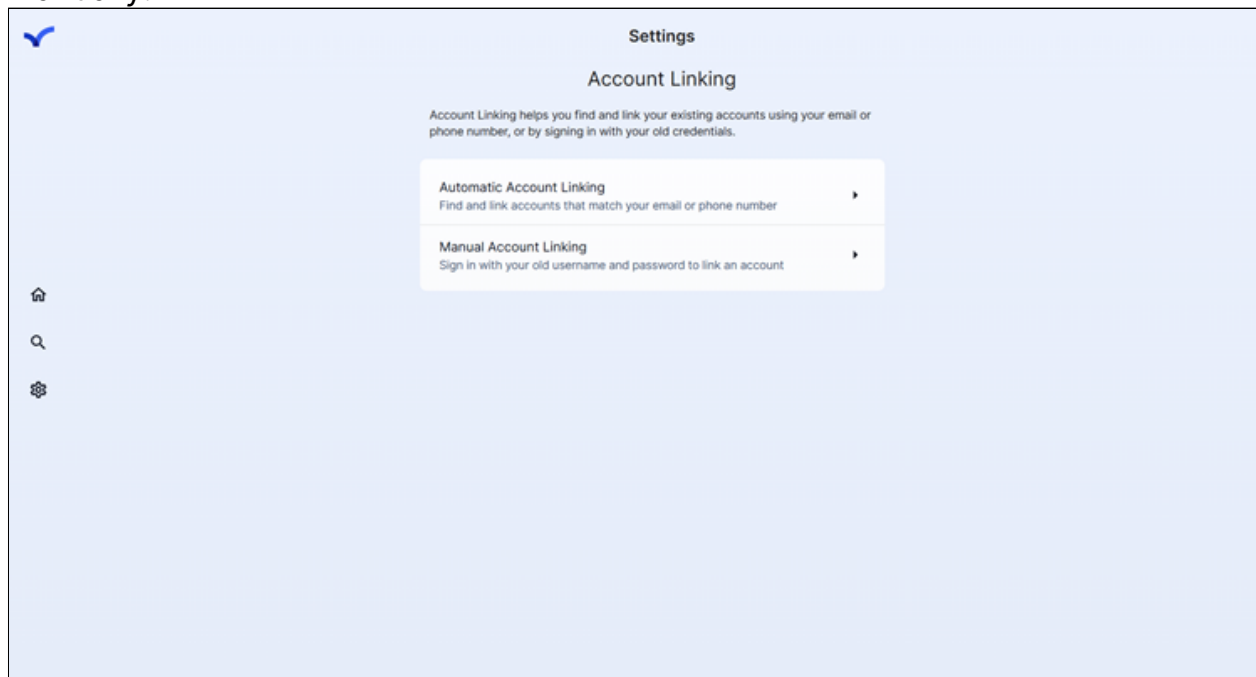 Settings
Account Linking
Account Linking helps you find and link your existing accounts using your email or
phone number, or by signing in with your old credentials.
Automatic Account Linking
Find and link accounts that match your email or phone number
Manual Account Linking
Sign in with your old username and password to link an account